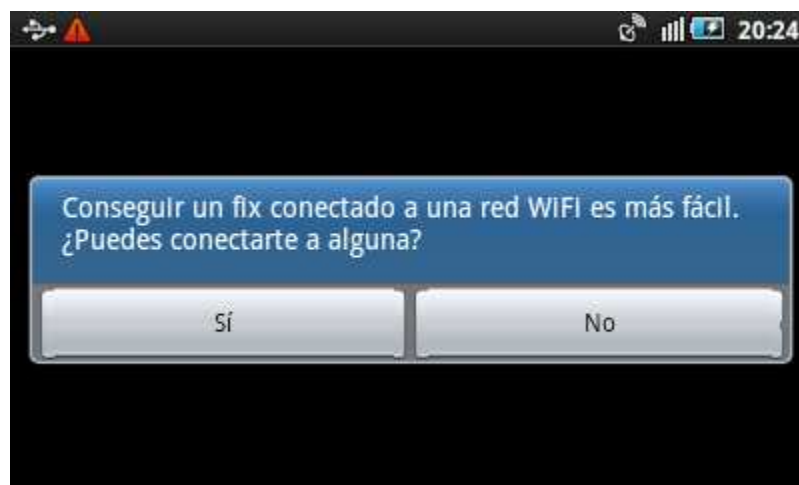 20:24
Conseguir un fix conectado a una red WIFI es más fácil.
¿Puedes conectarte a alguna?
Sí
No